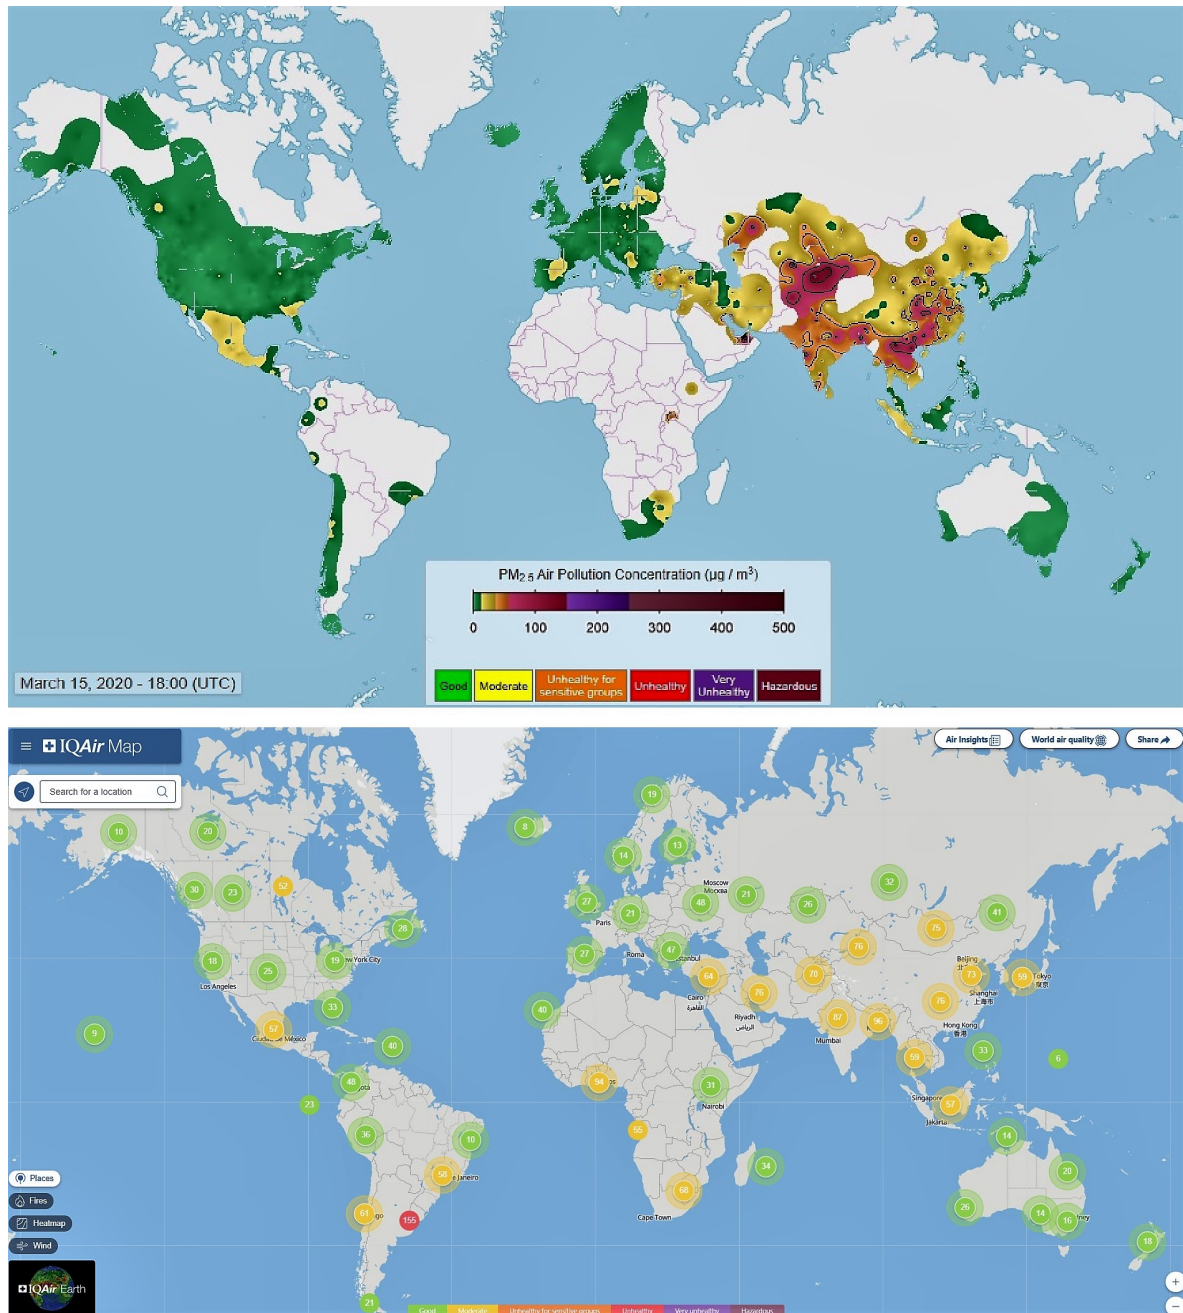 PM2.5 Air Pollution Concentration (μg / m³)
0 100 200 300 400 500
Good
Moderate
Unhealthy for
sensitive groups
Unhealthy
Very
Unhealthy
Hazardous
March 15, 2020 - 18:00 (UTC)
IQAir Map
Air Insights
World air quality
Share
Search for a location
19
8
10
20
14
13
Moscow
Москва
30
23
52
27
21
48
21
26
32
41
Paris
28
75
18
25
19
New York City
27
Roma
47
Istanbul
76
Los Angeles
64
76
70
Beijing
73
59
Tokyo
東京
Cairo
القاهرة
Riyadh
الرياض
Shanghai
上海市
76
33
40
9
57
Ciudad de México
87
Mumbai
96
Hong Kong
香港
40
59
33
6
48
94
31
Nairobi
23
Singapore
57
Jakarta
36
10
55
14
58
34
20
68
Cape Town
61
155
26
14
16
18
21
Places
Fires
Heatmap
Wind
IQAir Earth
+
−
Good
Moderate
Unhealthy for sensitive groups
Unhealthy
Very unhealthy
Hazardous